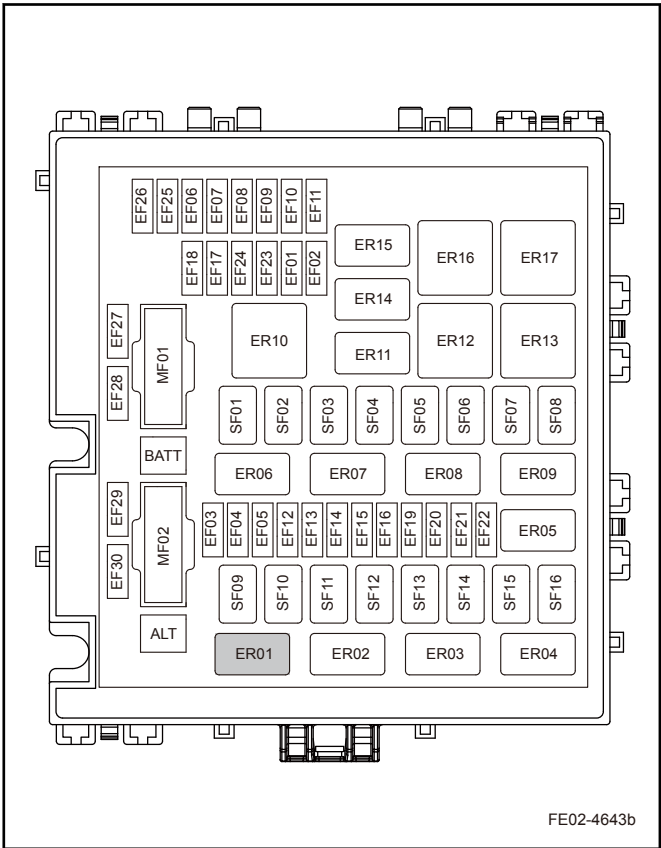 EF26 EF25 EF06 EF07 EF08 EF09 EF10 EF11
EF18 EF17 EF24 EF23 EF01 EF02
ER15 ER16 ER17
ER14
EF27 MF01 ER10 ER11 ER12 ER13
EF28
SF01 SF02 SF03 SF04 SF05 SF06 SF07 SF08
BATT
ER06 ER07 ER08 ER09
EF29 MF02
EF03 EF04 EF05 EF12 EF13 EF14 EF15 EF16 EF19 EF20 EF21 EF22 ER05
EF30
SF09 SF10 SF11 SF12 SF13 SF14 SF15 SF16
ALT
ER01 ER02 ER03 ER04
FE02-4643b